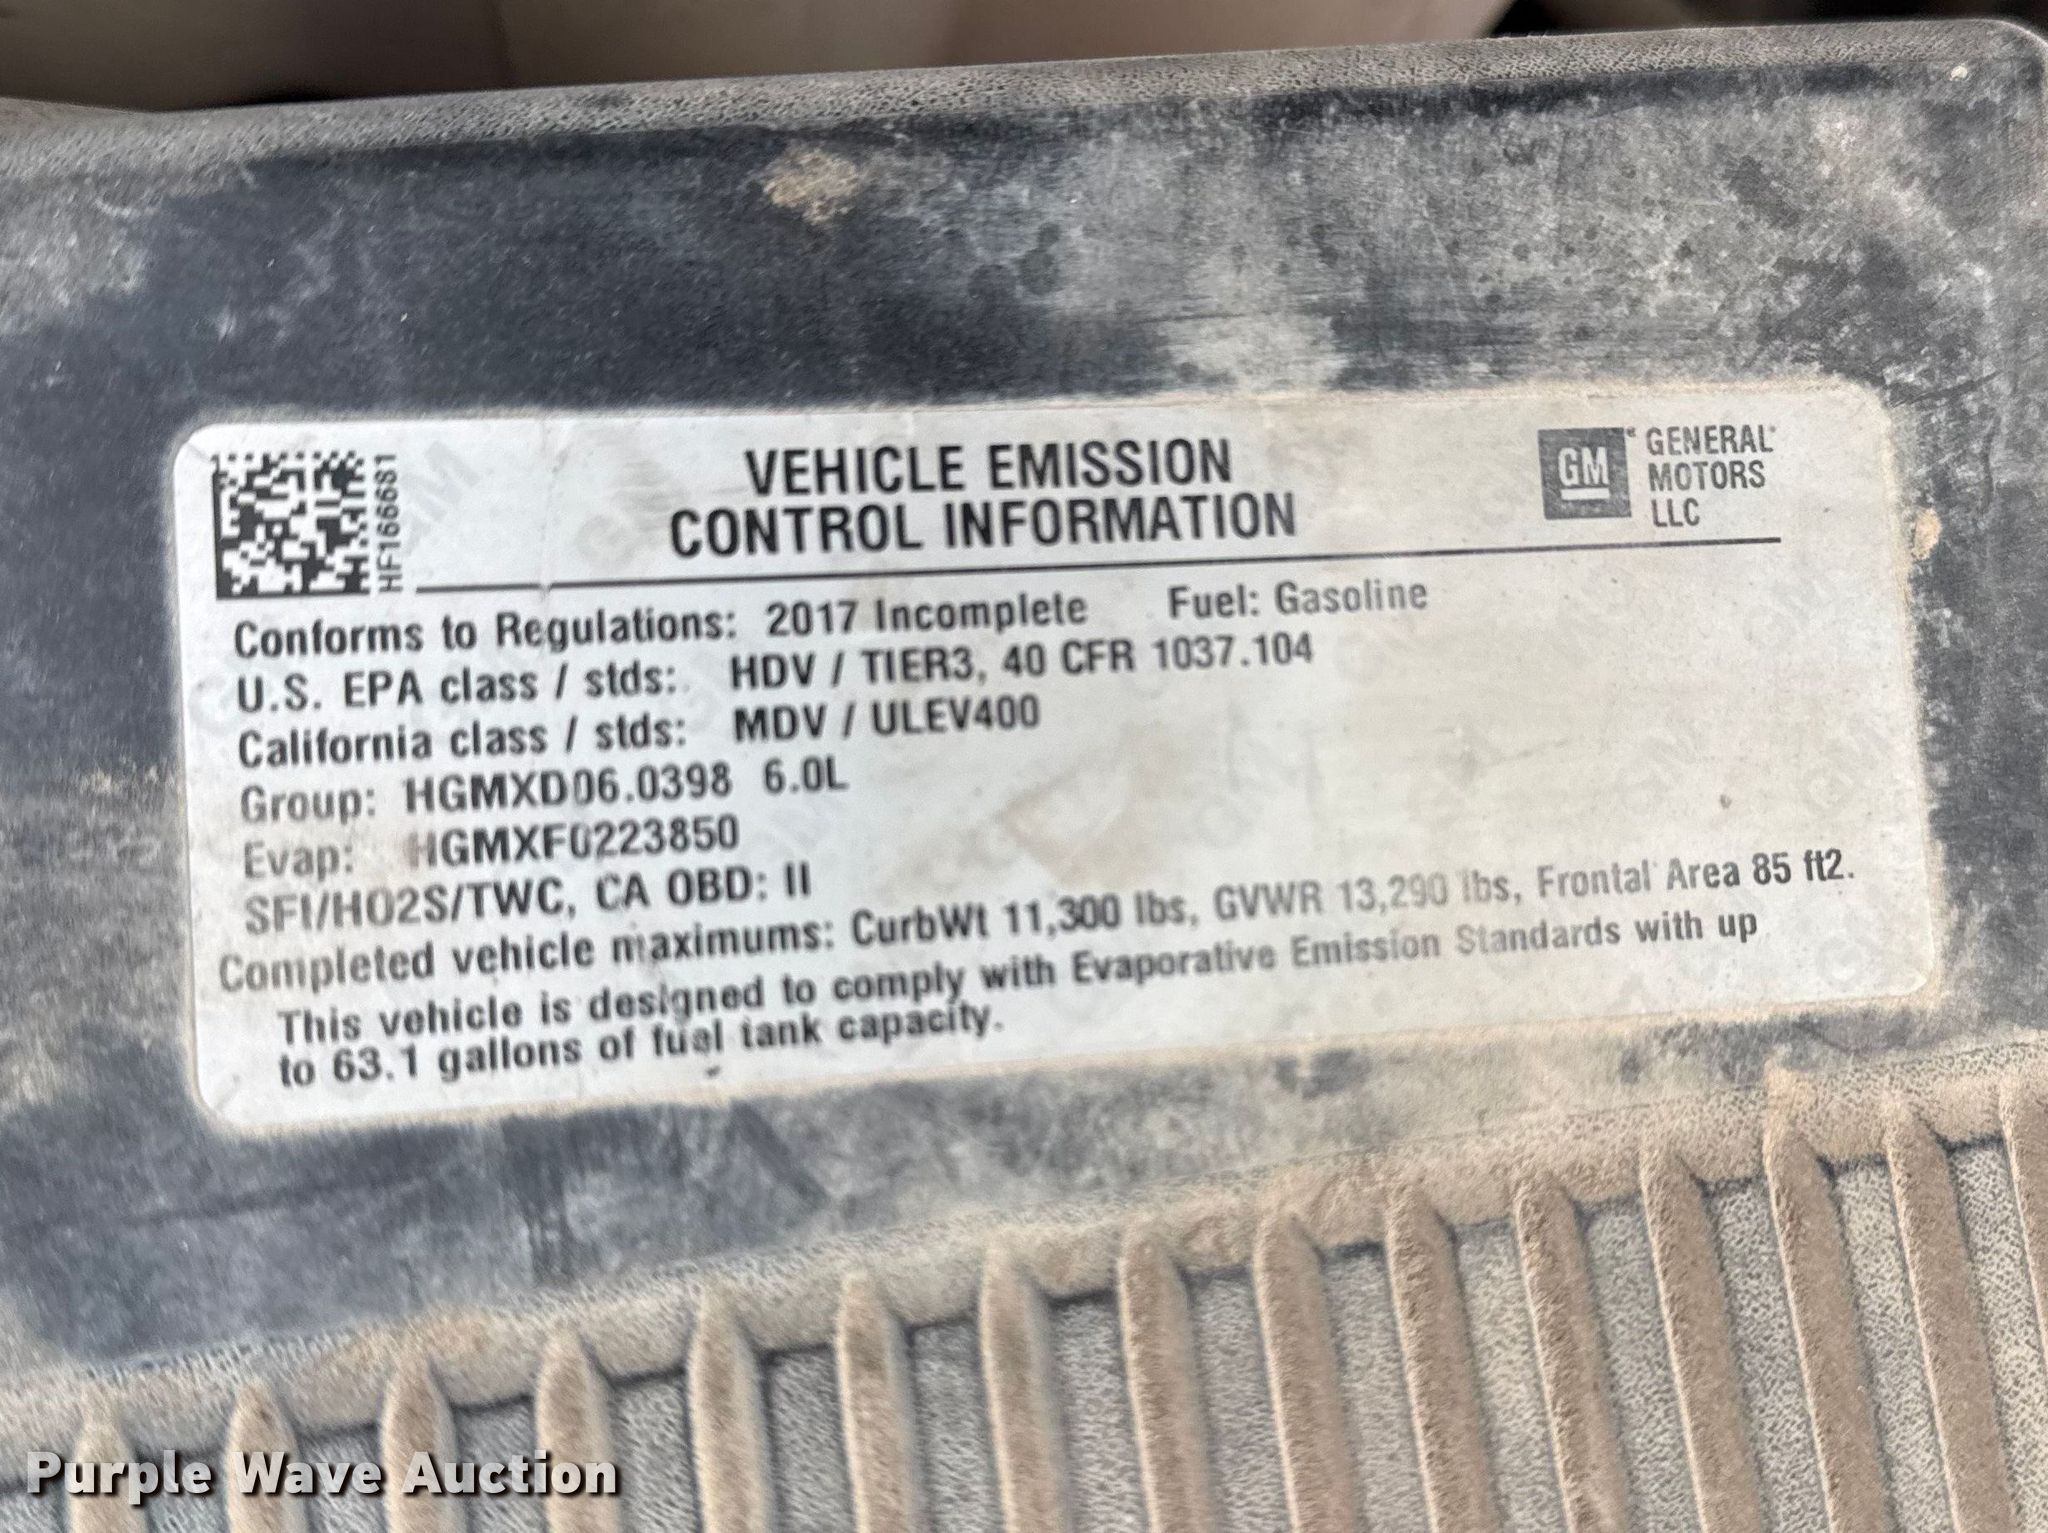 HF1666S1
VEHICLE EMISSION
CONTROL INFORMATION
GM
GENERAL
MOTORS
LLC
Conforms to Regulations: 2017 Incomplete Fuel: Gasoline
U.S. EPA class / stds: HDV / TIER3, 40 CFR 1037.104
California class / stds: MDV / ULEV400
Group: HGMXD06.0398 6.0L
Evap: HGMXF0223850
SFI/HO2S/TWC, CA OBD: II
Completed vehicle maximums: CurbWt 11,300 lbs, GVWR 13,290 lbs, Frontal Area 85 ft2.
This vehicle is designed to comply with Evaporative Emission Standards with up
to 63.1 gallons of fuel tank capacity.
Purple Wave Auction